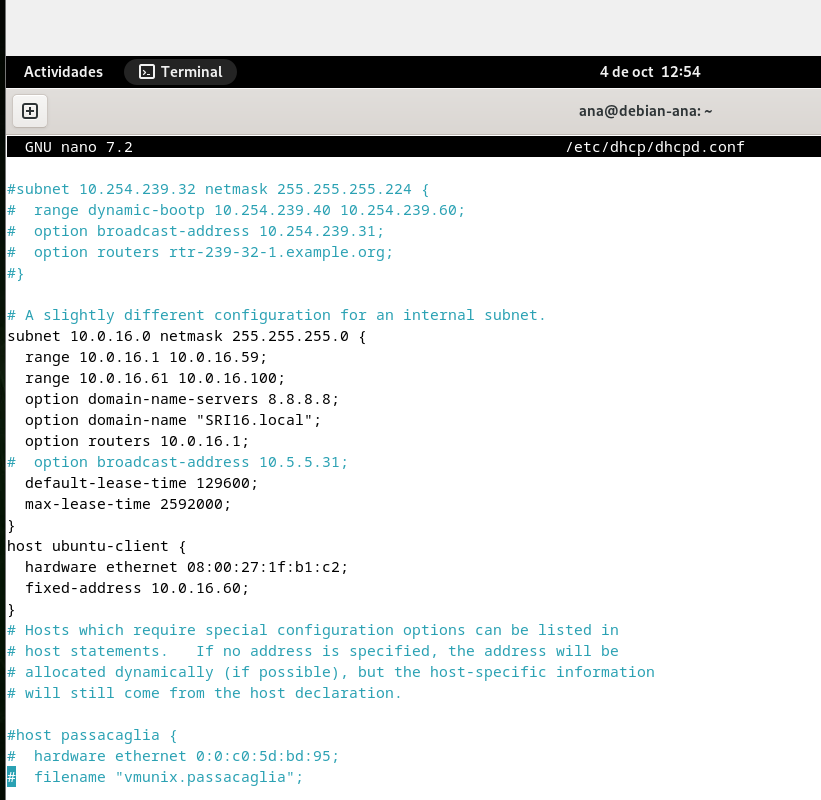 Actividades Terminal 4 de oct 12:54
ana@debian-ana: ~
GNU nano 7.2 /etc/dhcp/dhcpd.conf
#subnet 10.254.239.32 netmask 255.255.255.224 {
#  range dynamic-bootp 10.254.239.40 10.254.239.60;
#  option broadcast-address 10.254.239.31;
#  option routers rtr-239-32-1.example.org;
#}
# A slightly different configuration for an internal subnet.
subnet 10.0.16.0 netmask 255.255.255.0 {
  range 10.0.16.1 10.0.16.59;
  range 10.0.16.61 10.0.16.100;
  option domain-name-servers 8.8.8.8;
  option domain-name "SRI16.local";
  option routers 10.0.16.1;
#  option broadcast-address 10.5.5.31;
  default-lease-time 129600;
  max-lease-time 2592000;
}
host ubuntu-client {
  hardware ethernet 08:00:27:1f:b1:c2;
  fixed-address 10.0.16.60;
}
# Hosts which require special configuration options can be listed in
# host statements.   If no address is specified, the address will be
# allocated dynamically (if possible), but the host-specific information
# will still come from the host declaration.
#host passacaglia {
#  hardware ethernet 0:0:c0:5d:bd:95;
#  filename "vmunix.passacaglia";